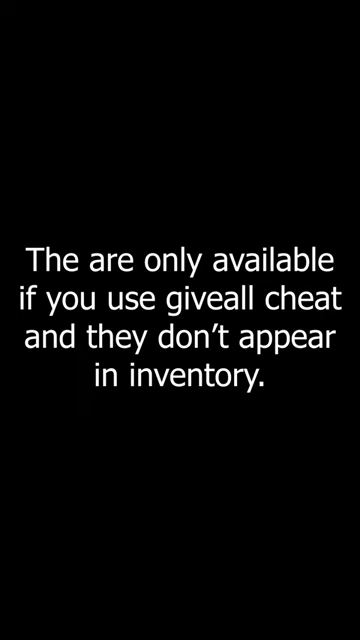 The are only available
if you use giveall cheat
and they don’t appear
in inventory.